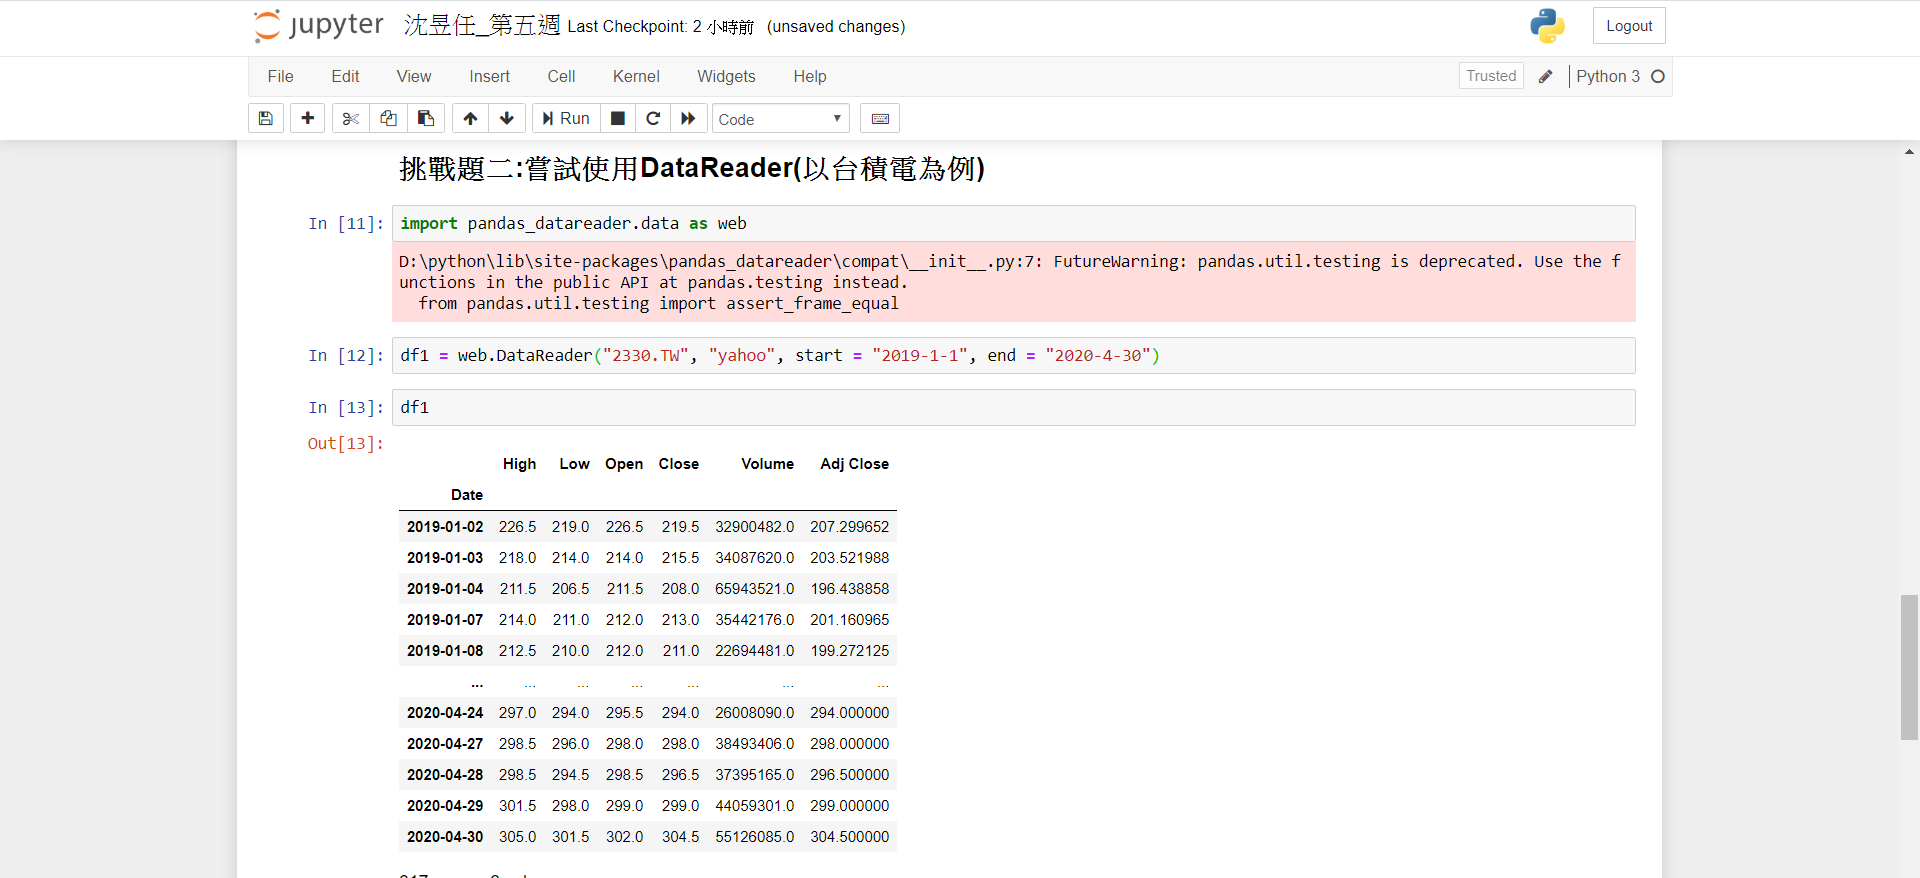 jupyter 沈昱任_第五週 Last Checkpoint: 2 小時前 (unsaved changes) Logout
File Edit View Insert Cell Kernel Widgets Help Trusted Python 3
Run Code
挑戰題二:嘗試使用DataReader(以台積電為例)
In [11]: import pandas_datareader.data as web
D:\python\lib\site-packages\pandas_datareader\compat\__init__.py:7: FutureWarning: pandas.util.testing is deprecated. Use the f
unctions in the public API at pandas.testing instead.
from pandas.util.testing import assert_frame_equal
In [12]: df1 = web.DataReader("2330.TW", "yahoo", start = "2019-1-1", end = "2020-4-30")
In [13]: df1
Out[13]:
High Low Open Close Volume Adj Close
Date
2019-01-02 226.5 219.0 226.5 219.5 32900482.0 207.299652
2019-01-03 218.0 214.0 214.0 215.5 34087620.0 203.521988
2019-01-04 211.5 206.5 211.5 208.0 65943521.0 196.438858
2019-01-07 214.0 211.0 212.0 213.0 35442176.0 201.160965
2019-01-08 212.5 210.0 212.0 211.0 22694481.0 199.272125
... ... ... ... ... ... ...
2020-04-24 297.0 294.0 295.5 294.0 26008090.0 294.000000
2020-04-27 298.5 296.0 298.0 298.0 38493406.0 298.000000
2020-04-28 298.5 294.5 298.5 296.5 37395165.0 296.500000
2020-04-29 301.5 298.0 299.0 299.0 44059301.0 299.000000
2020-04-30 305.0 301.5 302.0 304.5 55126085.0 304.500000